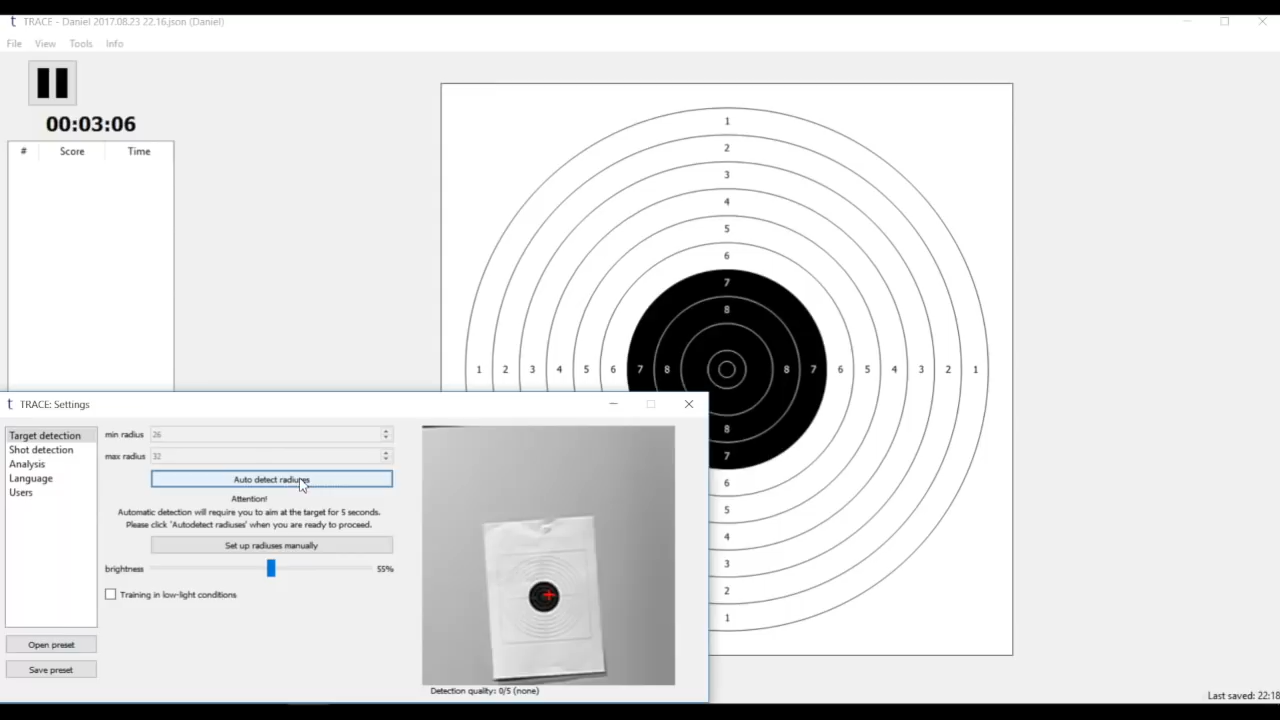 TRACE - Daniel 2017.08.23 22.16.json (Daniel)
File View Tools Info
00:03:06
# Score Time
1
2
3
4
5
6
7
8
1 2 3 4 5 6 7 8 8 7 6 5 4 3 2 1
8
7
6
5
4
3
2
1
TRACE: Settings
Target detection
Shot detection
Analysis
Language
Users
Open preset
Save preset
min radius 26
max radius 32
Auto detect radiuses
Attention!
Automatic detection will require you to aim at the target for 5 seconds.
Please click 'Autodetect radiuses' when you are ready to proceed.
Set up radiuses manually
brightness 55%
Training in low-light conditions
Detection quality: 0/5 (none)
Last saved: 22:18